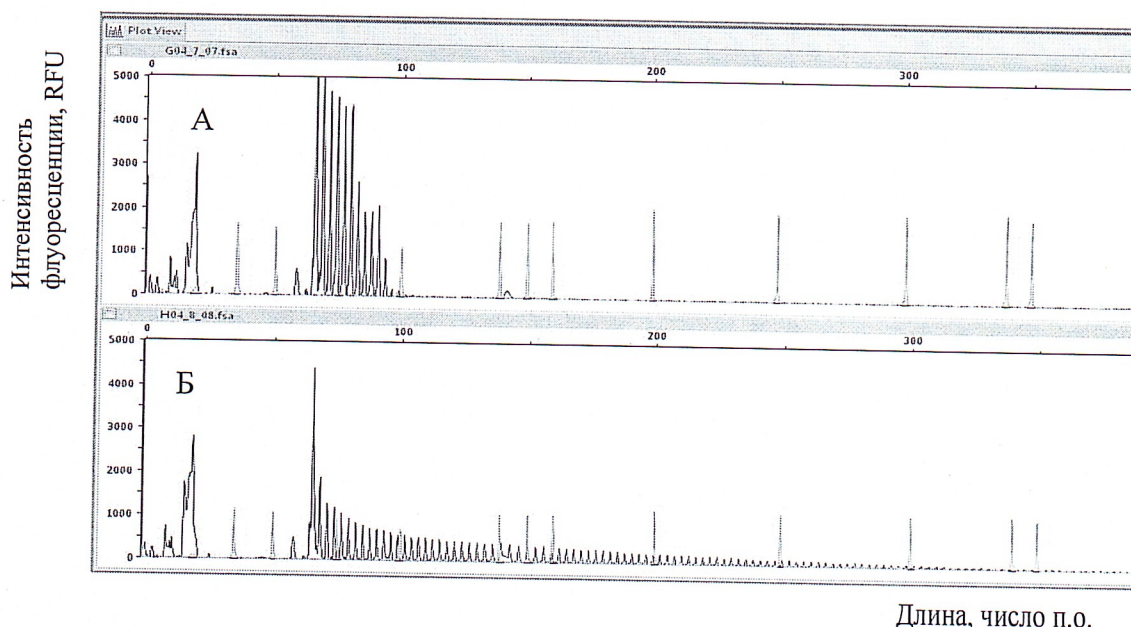 Интенсивность
флуоресценции, RFU
Plot View
G04_7_07.fsa
0 100 200 300
5000
4000
3000
2000
1000
0
А
H04_8_08.fsa
0 100 200 300
5000
4000
3000
2000
1000
0
Б
Длина, число п.о.